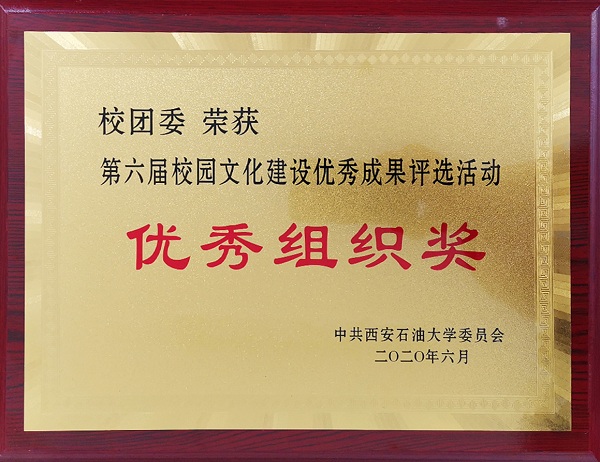 校团委 荣获
第六届校园文化建设优秀成果评选活动
优秀组织奖
中共西安石油大学委员会
二〇二〇年六月